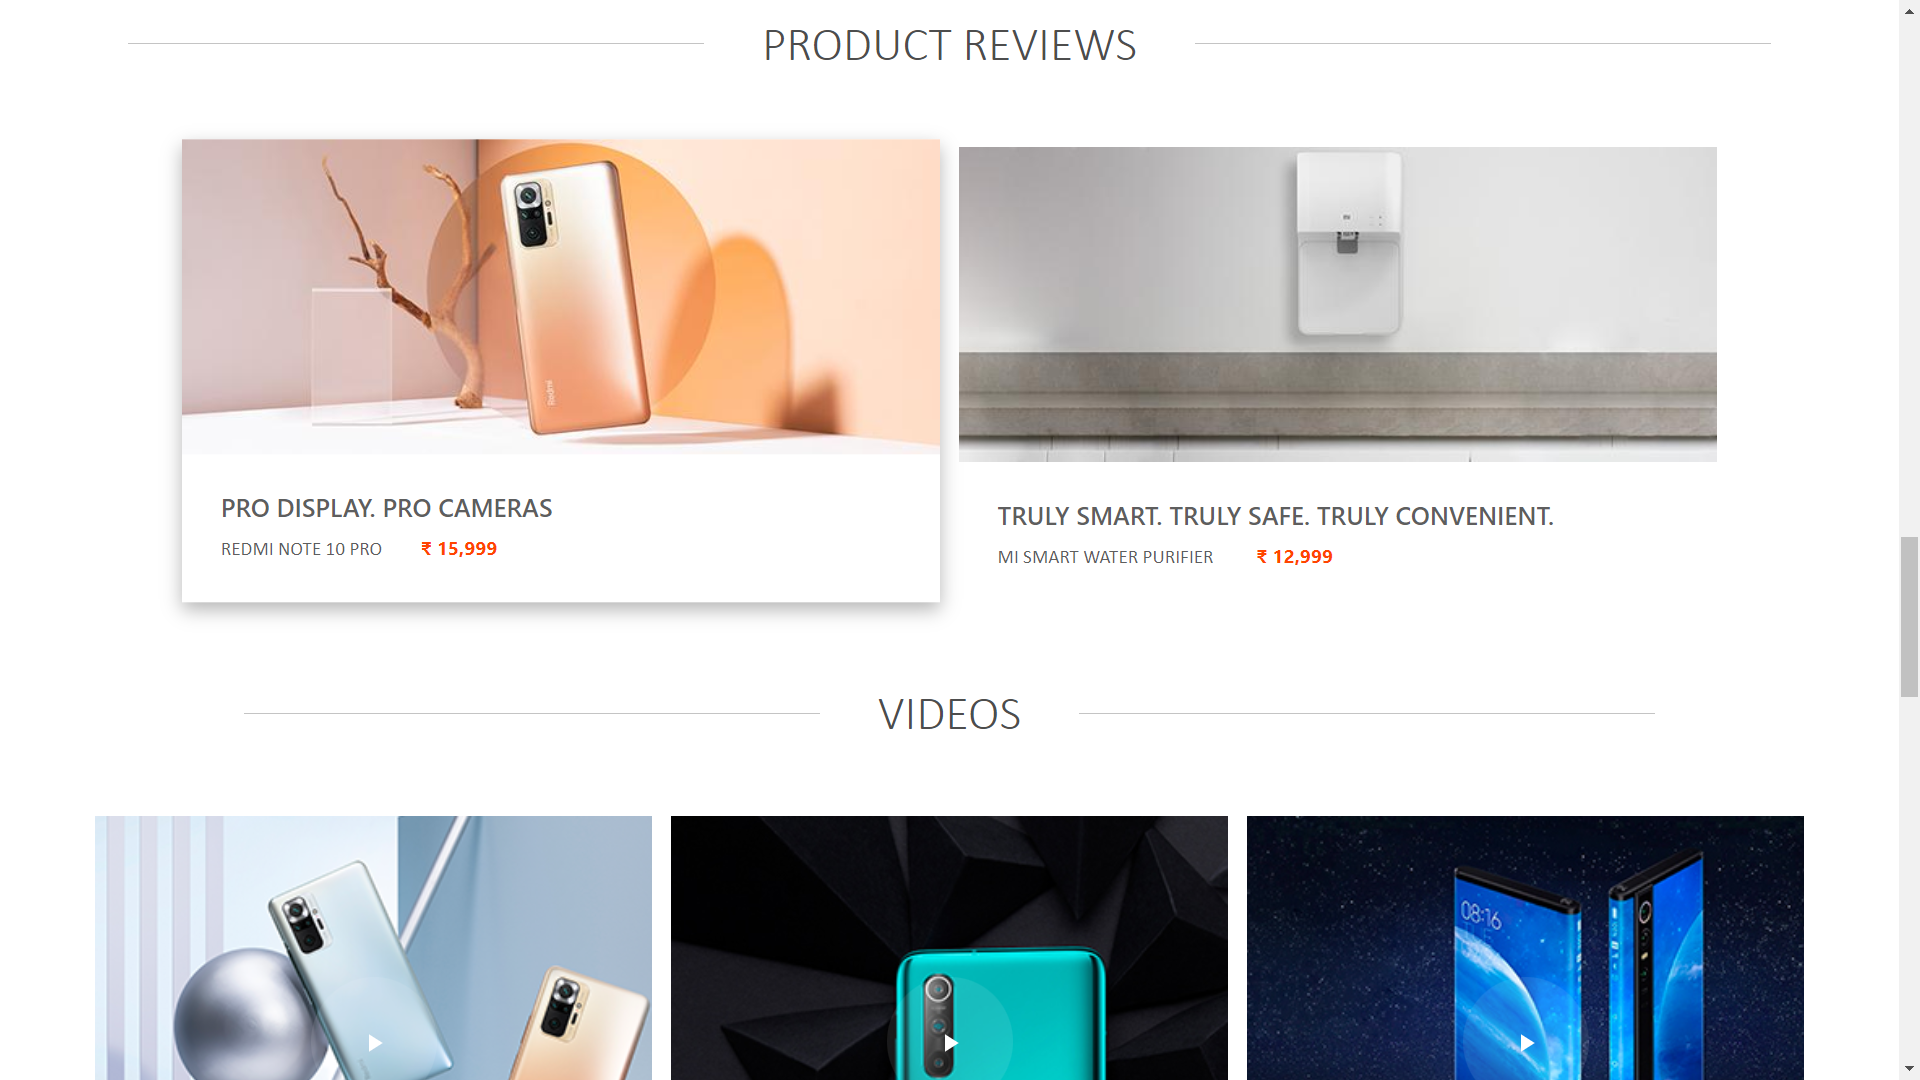 PRODUCT REVIEWS
Redmi
PRO DISPLAY. PRO CAMERAS
REDMI NOTE 10 PRO ₹ 15,999
TRULY SMART. TRULY SAFE. TRULY CONVENIENT.
MI SMART WATER PURIFIER ₹ 12,999
VIDEOS
08:16